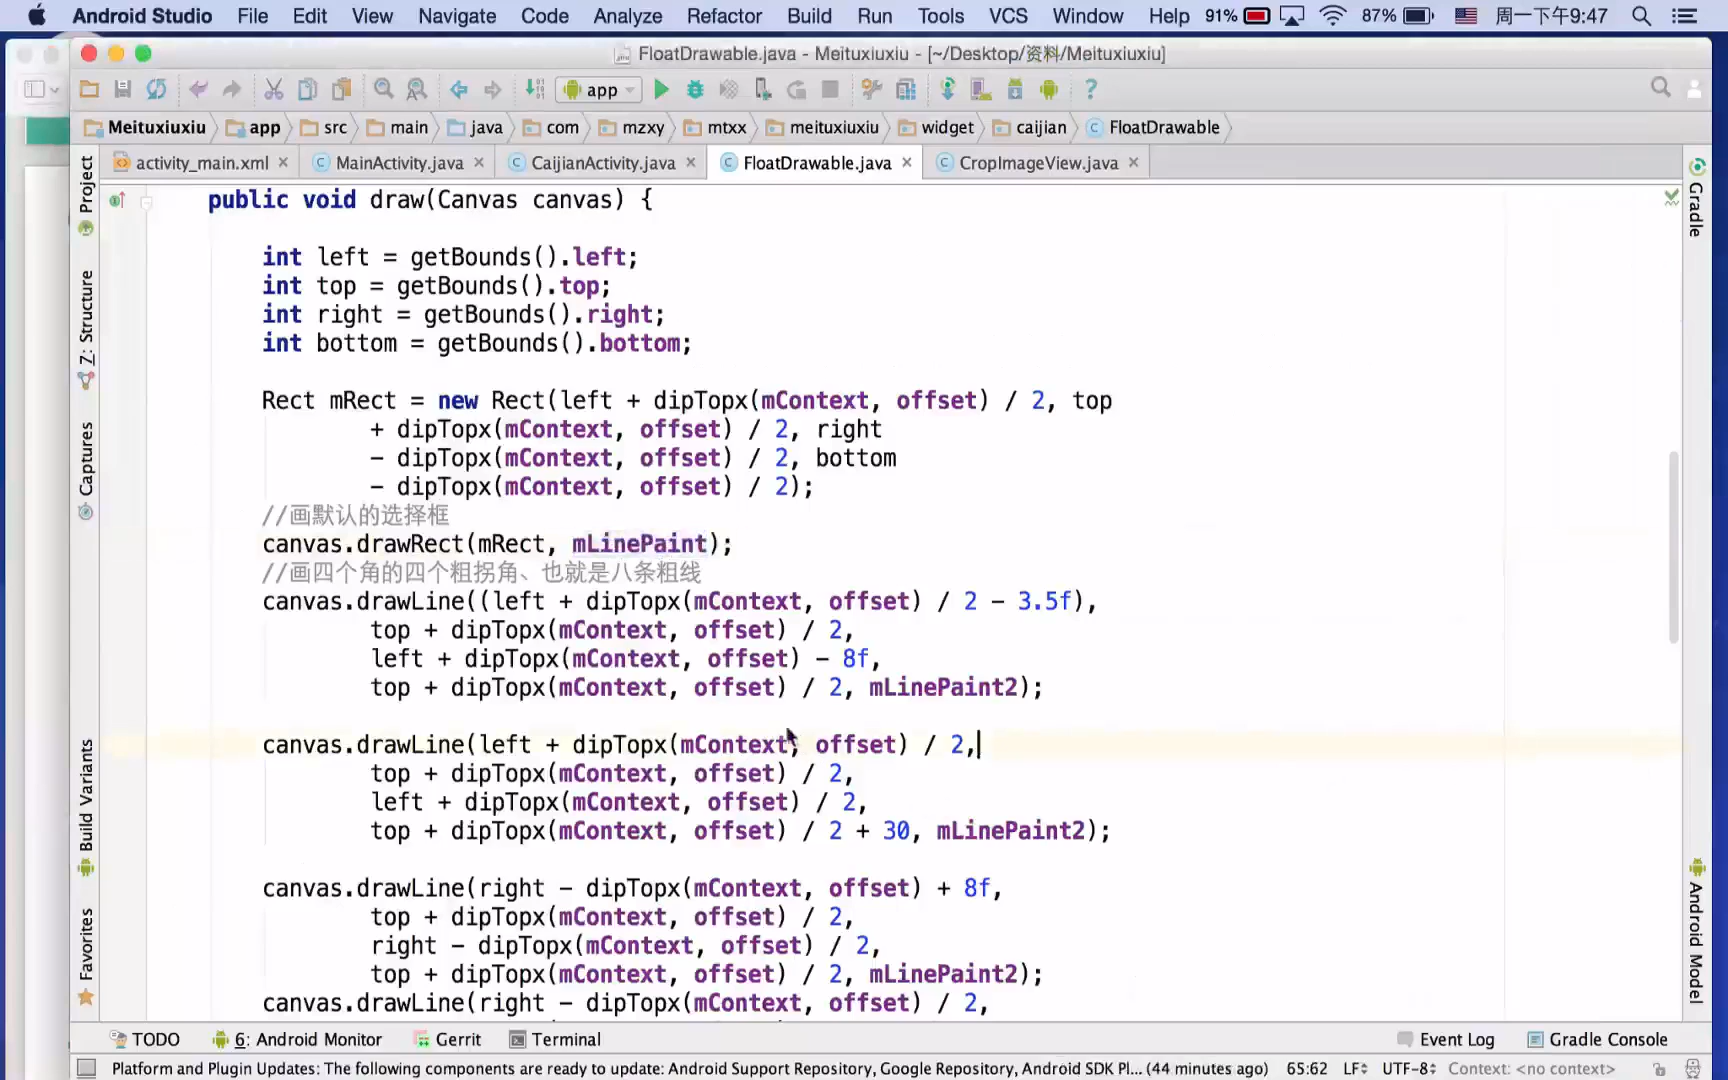 Android Studio File Edit View Navigate Code Analyze Refactor Build Run Tools VCS Window Help 91% 87% 周一下午9:47
FloatDrawable.java - Meituxiuxiu - [~/Desktop/资料/Meituxiuxiu]
app
Meituxiuxiu app src main java com mzxy mtxx meituxiuxiu widget caijian FloatDrawable
activity_main.xml MainActivity.java CaijianActivity.java FloatDrawable.java CropImageView.java
Project
Z: Structure
Captures
Build Variants
Favorites
public void draw(Canvas canvas) {
int left = getBounds().left;
int top = getBounds().top;
int right = getBounds().right;
int bottom = getBounds().bottom;
Rect mRect = new Rect(left + dipTopx(mContext, offset) / 2, top
+ dipTopx(mContext, offset) / 2, right
- dipTopx(mContext, offset) / 2, bottom
- dipTopx(mContext, offset) / 2);
//画默认的选择框
canvas.drawRect(mRect, mLinePaint);
//画四个角的四个粗拐角、也就是八条粗线
canvas.drawLine((left + dipTopx(mContext, offset) / 2 - 3.5f),
top + dipTopx(mContext, offset) / 2,
left + dipTopx(mContext, offset) - 8f,
top + dipTopx(mContext, offset) / 2, mLinePaint2);
canvas.drawLine(left + dipTopx(mContext, offset) / 2,
top + dipTopx(mContext, offset) / 2,
left + dipTopx(mContext, offset) / 2,
top + dipTopx(mContext, offset) / 2 + 30, mLinePaint2);
canvas.drawLine(right - dipTopx(mContext, offset) + 8f,
top + dipTopx(mContext, offset) / 2,
right - dipTopx(mContext, offset) / 2,
top + dipTopx(mContext, offset) / 2, mLinePaint2);
canvas.drawLine(right - dipTopx(mContext, offset) / 2,
Gradle
Android Model
TODO 6: Android Monitor Gerrit Terminal Event Log Gradle Console
Platform and Plugin Updates: The following components are ready to update: Android Support Repository, Google Repository, Android SDK Pl... (44 minutes ago) 65:62 LF UTF-8 Context: <no context>